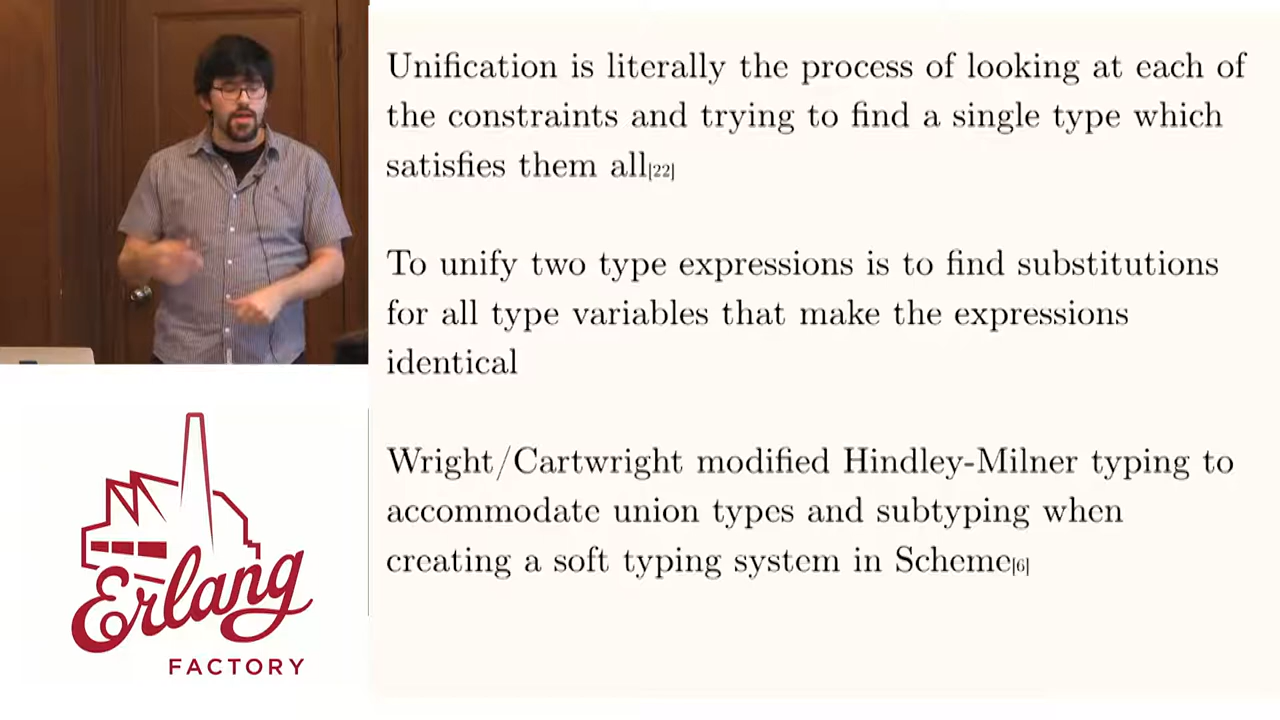 Unification is literally the process of looking at each of
the constraints and trying to find a single type which
satisfies them all[22]
To unify two type expressions is to find substitutions
for all type variables that make the expressions
identical
Wright/Cartwright modified Hindley-Milner typing to
accommodate union types and subtyping when
creating a soft typing system in Scheme[6]
Erlang
FACTORY